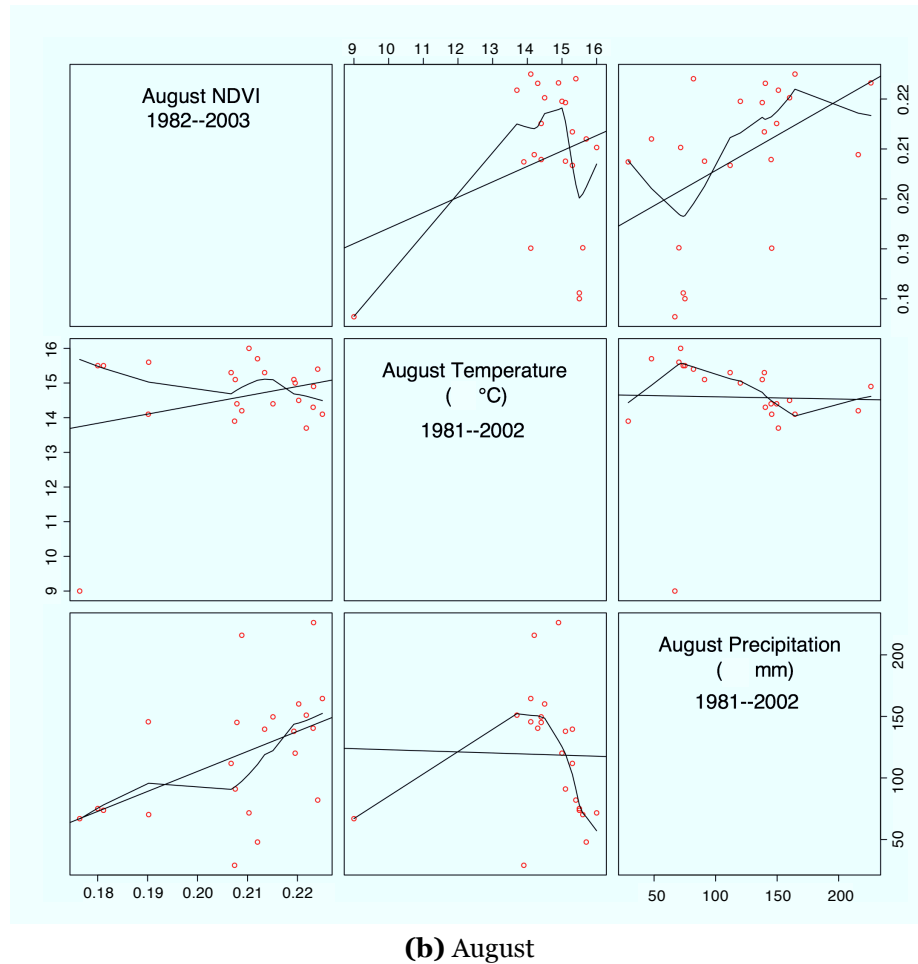 9 10 11 12 13 14 15 16
August NDVI
1982--2003
0.18 0.19 0.20 0.21 0.22
9 10 11 12 13 14 15 16
August Temperature
( °C)
1981--2002
August Precipitation
( mm)
1981--2002
50 100 150 200
0.18 0.19 0.20 0.21 0.22
50 100 150 200
(b) August